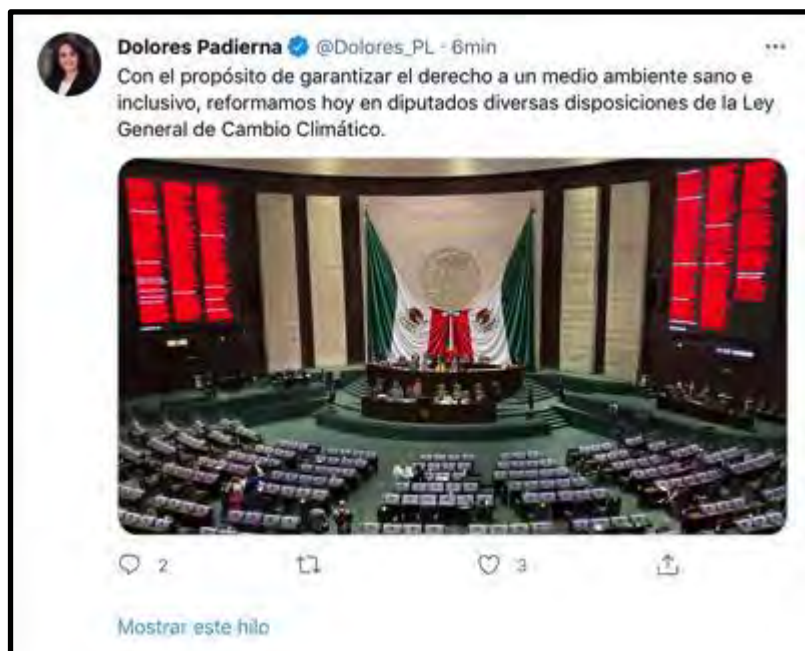 Dolores Padierna @Dolores_PL · 6min
Con el propósito de garantizar el derecho a un medio ambiente sano e
inclusivo, reformamos hoy en diputados diversas disposiciones de la Ley
General de Cambio Climático.
2 3
Mostrar este hilo